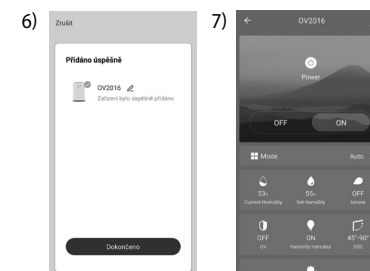 6)
Zrušit
Přidáno úspěšně
OV2016
Zařízení bylo úspěšně přidáno
Dokončeno
7)
OV2016
Power
OFF ON
Mode Auto
53% 55% OFF
Current Humidity Set Humidity Ionizer
OFF ON 45°-90°
UV Humidity Indicator OSC